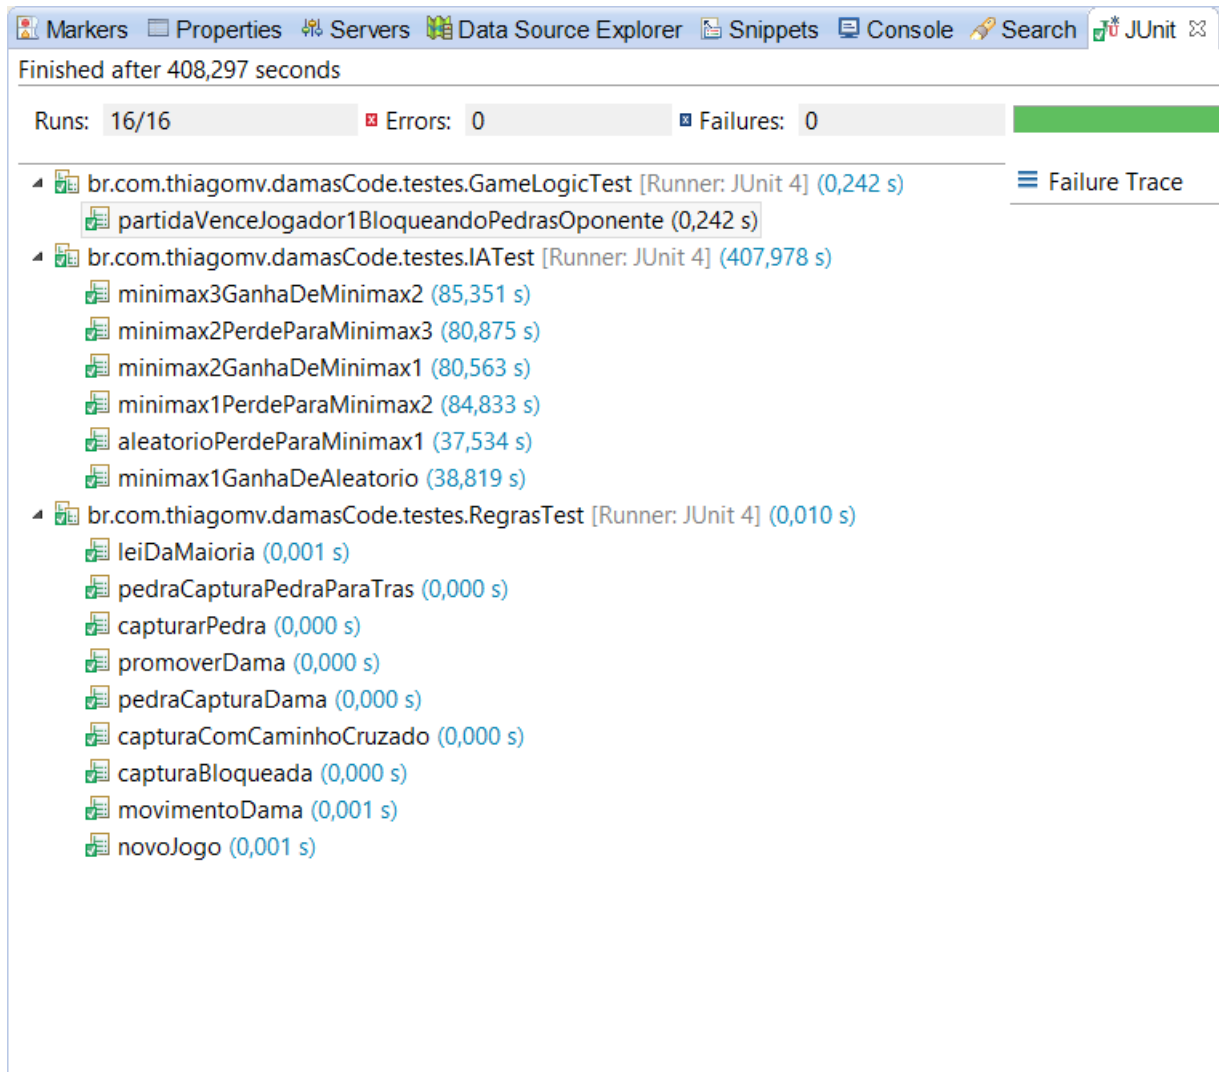 Markers Properties Servers Data Source Explorer Snippets Console Search JUnit
Finished after 408,297 seconds
Runs: 16/16 Errors: 0 Failures: 0
br.com.thiagomv.damasCode.testes.GameLogicTest [Runner: JUnit 4] (0,242 s)
Failure Trace
partidaVenceJogador1BloqueandoPedrasOponente (0,242 s)
br.com.thiagomv.damasCode.testes.IATest [Runner: JUnit 4] (407,978 s)
minimax3GanhaDeMinimax2 (85,351 s)
minimax2PerdeParaMinimax3 (80,875 s)
minimax2GanhaDeMinimax1 (80,563 s)
minimax1PerdeParaMinimax2 (84,833 s)
aleatorioPerdeParaMinimax1 (37,534 s)
minimax1GanhaDeAleatorio (38,819 s)
br.com.thiagomv.damasCode.testes.RegrasTest [Runner: JUnit 4] (0,010 s)
leiDaMaioria (0,001 s)
pedraCapturaPedraParaTras (0,000 s)
capturarPedra (0,000 s)
promoverDama (0,000 s)
pedraCapturaDama (0,000 s)
capturaComCaminhoCruzado (0,000 s)
capturaBloqueada (0,000 s)
movimentoDama (0,001 s)
novoJogo (0,001 s)